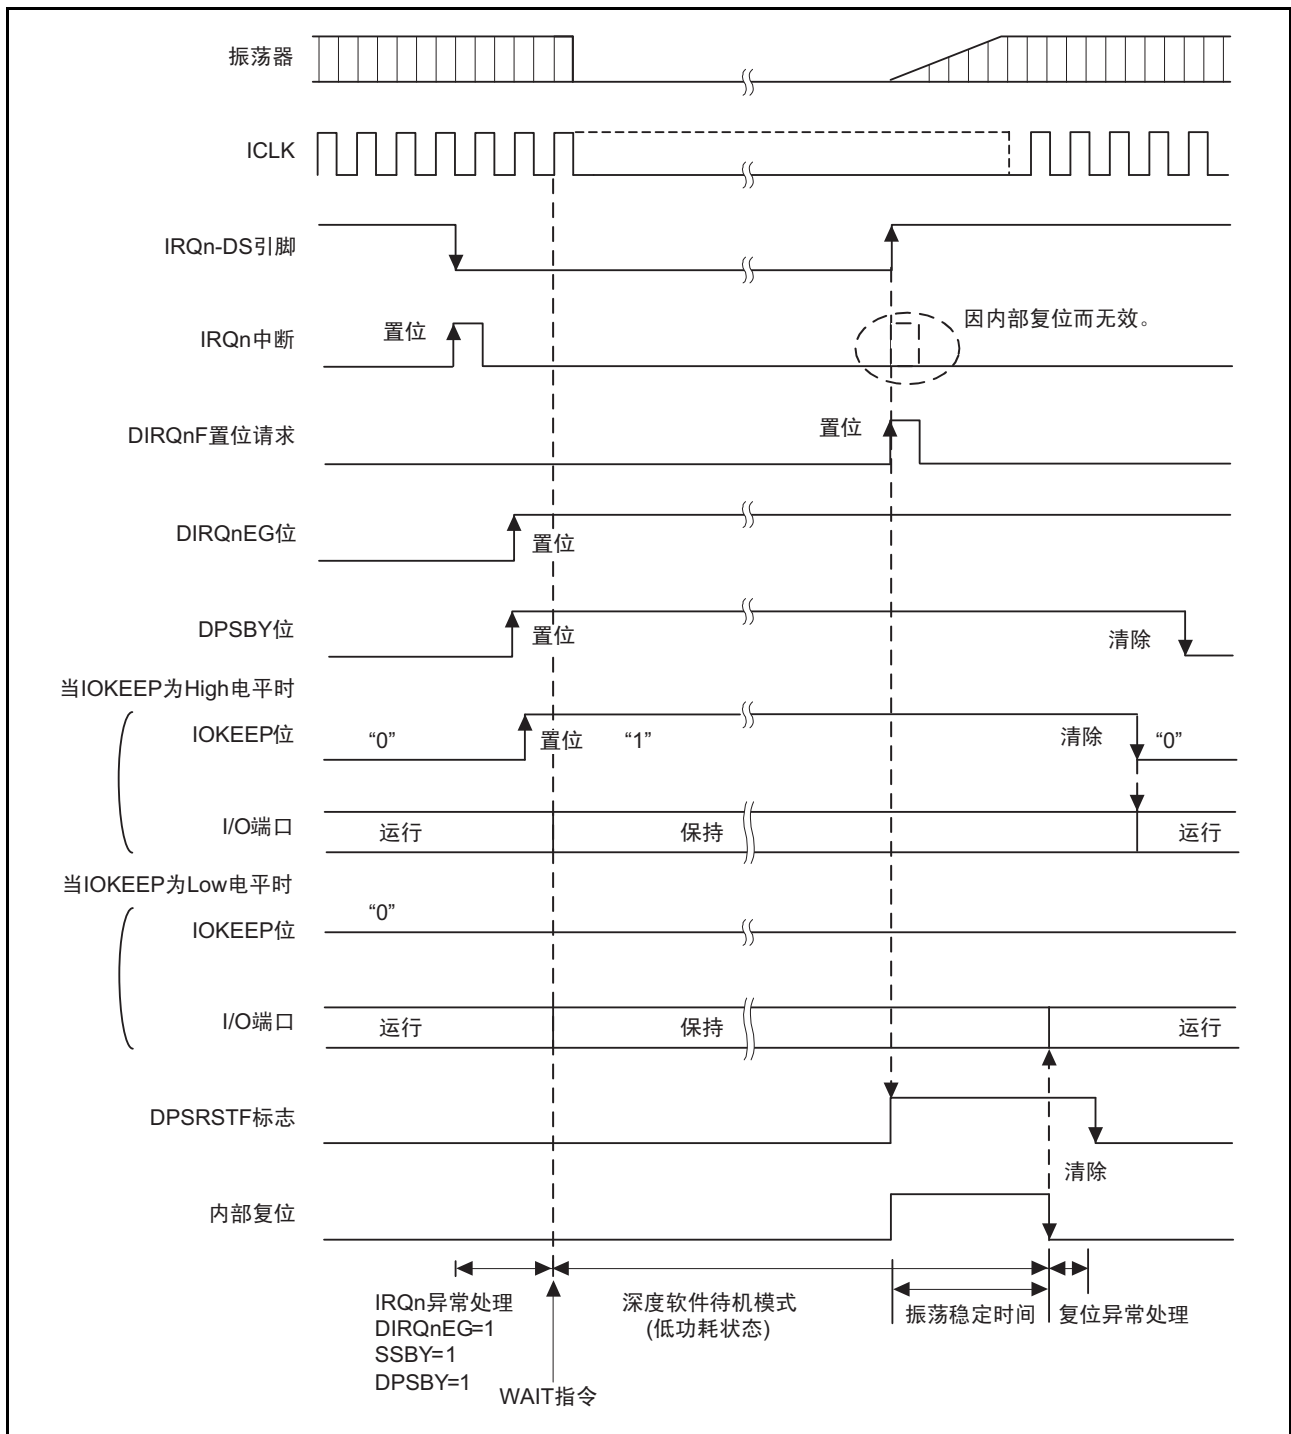 振荡器
ICLK
IRQn-DS引脚
IRQn中断
置位
因内部复位而无效。
DIRQnF置位请求
置位
DIRQnEG位
置位
DPSBY位
置位
清除
当IOKEEP为High电平时
IOKEEP位
“0”
置位
“1”
清除
“0”
I/O端口
运行
保持
运行
当IOKEEP为Low电平时
“0”
IOKEEP位
I/O端口
运行
保持
运行
DPSRSTF标志
清除
内部复位
IRQn异常处理
DIRQnEG=1
SSBY=1
DPSBY=1
WAIT指令
深度软件待机模式
(低功耗状态)
振荡稳定时间
复位异常处理